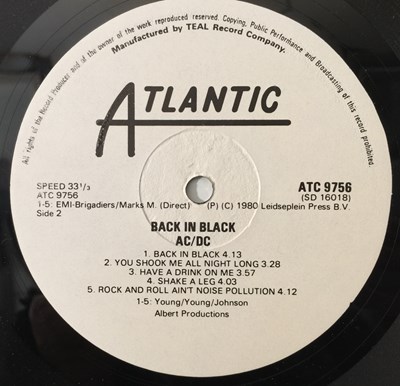 All rights of the Record Producer and of the owner of the work reproduced reserved. Copying, Public Performance and Broadcasting of this record prohibited.
Manufactured by TEAL Record Company.
ATLANTIC
SPEED 33 1/3
ATC 9756
ATC 9756
(SD 16018)
1-5: EMI-Brigadiers/Marks M. (Direct) (P) (C) 1980 Leidseplein Press B.V.
Side 2
BACK IN BLACK
AC/DC
1. BACK IN BLACK 4.13
2. YOU SHOOK ME ALL NIGHT LONG 3.28
3. HAVE A DRINK ON ME 3.57
4. SHAKE A LEG 4.03
5. ROCK AND ROLL AIN'T NOISE POLLUTION 4.12
1-5: Young/Young/Johnson
Albert Productions